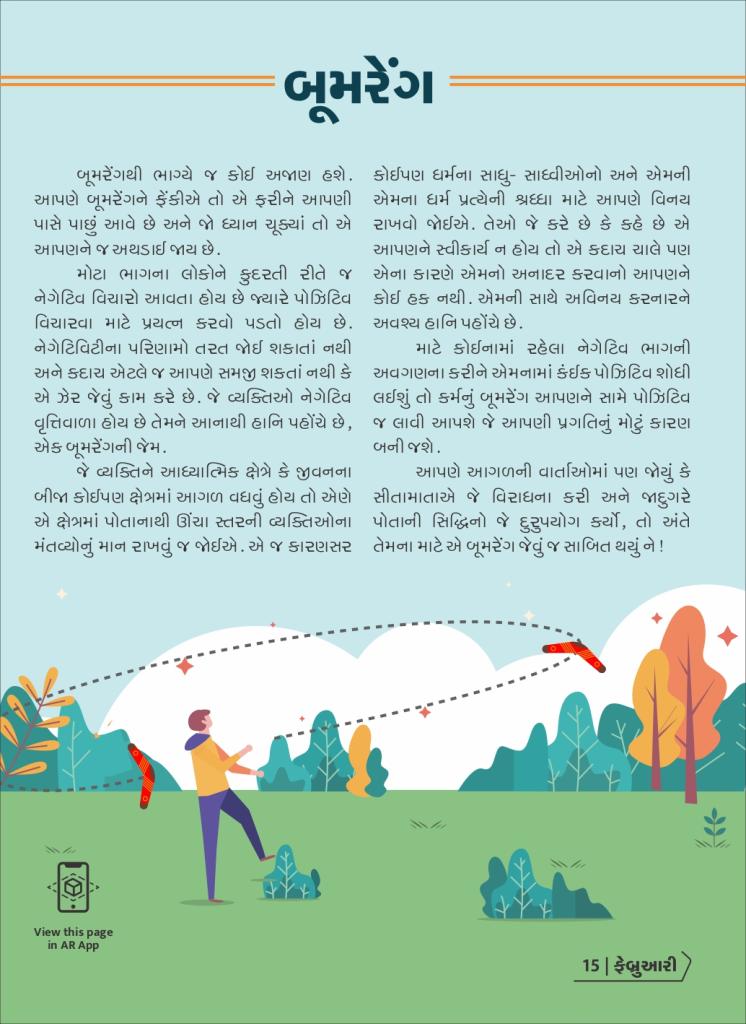 બૂમરેંગ
બૂમરેંગથી ભાગ્યે જ કોઈ અજાણ હશે.
આપણે બૂમરેંગને ફેંકીએ તો એ ફરીને આપણી
પાસે પાછું આવે છે અને જો ધ્યાન ચૂક્યાં તો એ
આપણને જ અથડાઈ જાય છે.
મોટા ભાગના લોકોને કુદરતી રીતે જ
નેગેટિવ વિચારો આવતા હોય છે જ્યારે પોઝિટિવ
વિચારવા માટે પ્રયત્ન કરવો પડતો હોય છે.
નેગેટિવિટીના પરિણામો તરત જોઈ શકાતાં નથી
અને કદાચ એટલે જ આપણે સમજી શકતાં નથી કે
એ ઝેર જેવું કામ કરે છે. જે વ્યક્તિઓ નેગેટિવ
વૃત્તિવાળા હોય છે તેમને આનાથી હાનિ પહોંચે છે,
એક બૂમરેંગની જેમ.
જે વ્યક્તિને આધ્યાત્મિક ક્ષેત્રે કે જીવનના
બીજા કોઈપણ ક્ષેત્રમાં આગળ વધવું હોય તો એણે
એ ક્ષેત્રમાં પોતાનાથી ઊંચા સ્તરની વ્યક્તિઓના
મંતવ્યોનું માન રાખવું જ જોઈએ. એ જ કારણસર
કોઈપણ ધર્મના સાધુ- સાધ્વીઓનો અને એમની
એમના ધર્મ પ્રત્યેની શ્રધ્ધા માટે આપણે વિનય
રાખવો જોઈએ. તેઓ જે કરે છે કે કહે છે એ
આપણને સ્વીકાર્ય ન હોય તો એ કદાચ ચાલે પણ
એના કારણે એમનો અનાદર કરવાનો આપણને
કોઈ હક નથી. એમની સાથે અવિનય કરનારને
અવશ્ય હાનિ પહોંચે છે.
માટે કોઈનામાં રહેલા નેગેટિવ ભાગની
અવગણના કરીને એમનામાં કંઈક પોઝિટિવ શોધી
લઈશું તો કર્મનું બૂમરેંગ આપણને સામે પોઝિટિવ
જ લાવી આપશે જે આપણી પ્રગતિનું મોટું કારણ
બની જશે.
આપણે આગળની વાર્તાઓમાં પણ જોયું કે
સીતામાતાએ જે વિરાધના કરી અને જાદુગરે
પોતાની સિદ્ધિનો જે દુરુપયોગ કર્યો, તો અંતે
તેમના માટે એ બૂમરેંગ જેવું જ સાબિત થયું ને !
View this page
in AR App
15 | ફેબ્રુઆરી